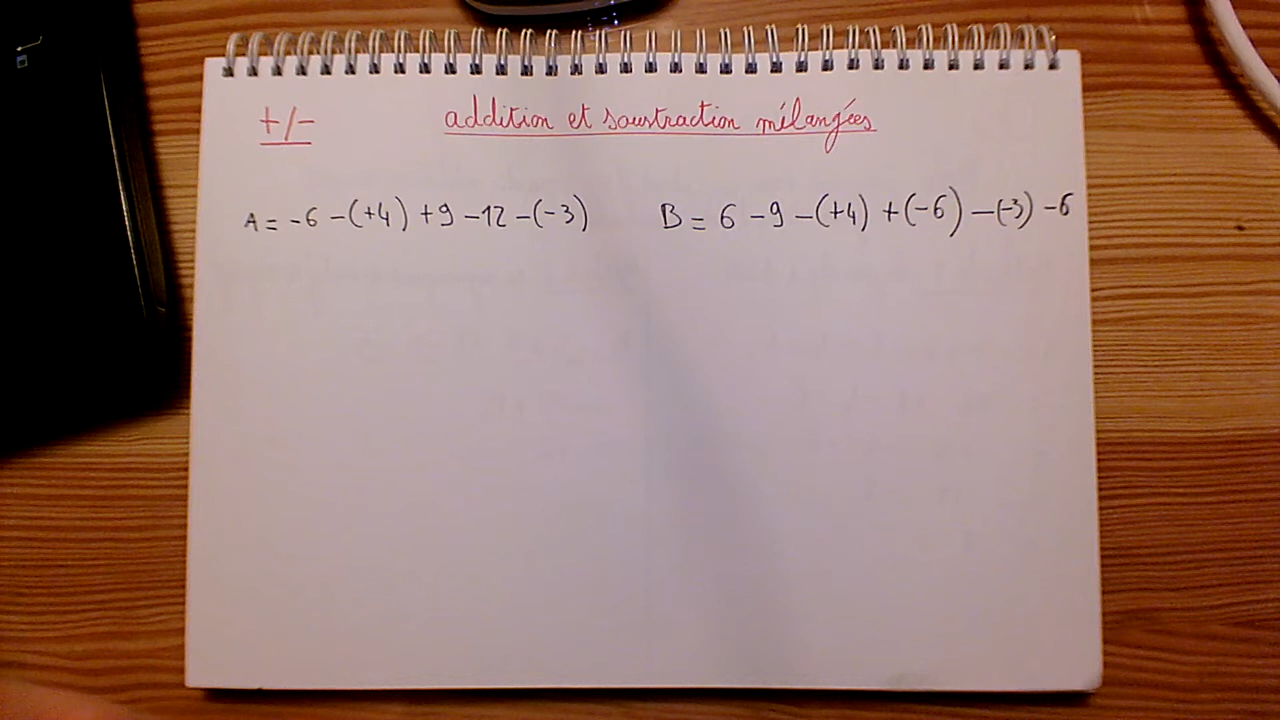 +/- addition et soustraction mélangées
A = -6 -(+4) +9 -12 -(-3) B = 6 -9 -(+4) +(-6) -(-3) -6